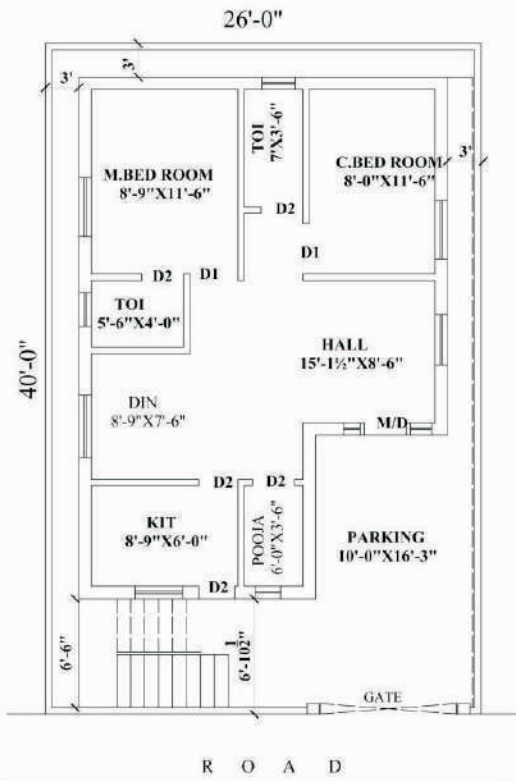 26'-0"
3'
3'
TOI
7'X3'-6"
M.BED ROOM
8'-9"X11'-6"
C.BED ROOM
8'-0"X11'-6"
3'
D2
D1
D2
D1
TOI
5'-6"X4'-0"
HALL
15'-1½"X8'-6"
40'-0"
DIN
8'-9"X7'-6"
M/D
D2
D2
KIT
8'-9"X6'-0"
POOJA
6'-0"X3'-6"
PARKING
10'-0"X16'-3"
D2
6'-6"
1
6'-102"
GATE
R O A D